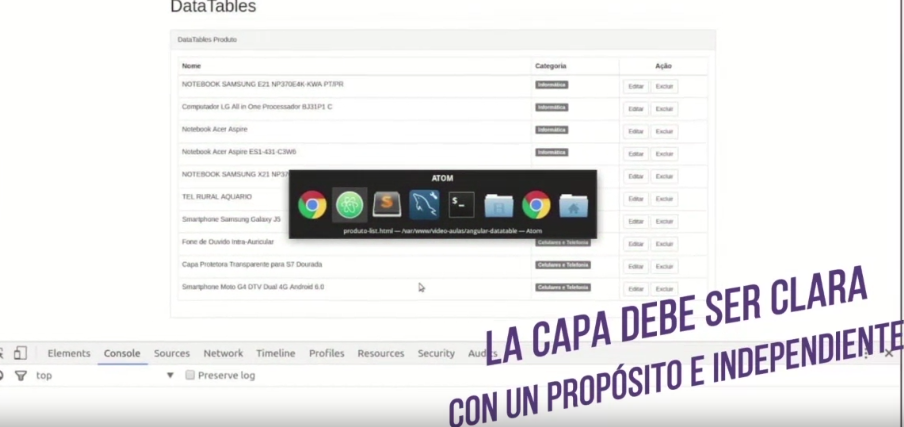 DataTables
DataTables Produto
Nome Categoria Ação
NOTEBOOK SAMSUNG E21 NP370E4K-KWA PT/PR Informática Editar Excluir
Computador LG All in One Processador BJ31P1 C Informática Editar Excluir
Notebook Acer Aspire Informática Editar Excluir
Notebook Acer Aspire ES1-431-C3W6 Informática Editar Excluir
NOTEBOOK SAMSUNG X21 Editar Excluir
TEL RURAL AQUARIO Editar Excluir
Smartphone Samsung Galaxy J5 Editar Excluir
Fone de Ouvido Intra-Auricular Celulares e Telefonia Editar Excluir
Capa Protetora Transparente para S7 Dourada Celulares e Telefonia Editar Excluir
Smartphone Moto G4 DTV Dual 4G Android 6.0 Celulares e Telefonia Editar Excluir
ATOM
produto-list.html — /var/www/video-aulas/angular-datatable — Atom
LA CAPA DEBE SER CLARA
CON UN PROPÓSITO E INDEPENDIENTE
Elements Console Sources Network Timeline Profiles Resources Security Audits
top Preserve log